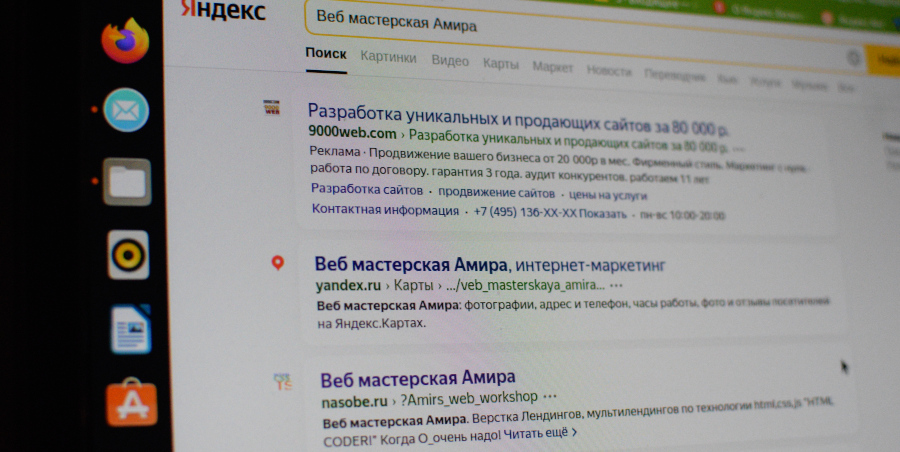 Яндекс
Веб мастерская Амира
Поиск Картинки Видео Карты Маркет Новости Переводчик
Разработка уникальных и продающих сайтов за 80 000 р.
9000web.com › Разработка уникальных и продающих сайтов за 80 000 р. ···
Реклама · Продвижение вашего бизнеса от 20 000р в мес. Фирменный стиль. Маркетинг с нуля.
работа по договору. гарантия 3 года. аудит конкурентов. работаем 11 лет
Разработка сайтов · продвижение сайтов · цены на услуги
Контактная информация · +7 (495) 136-XX-XX Показать · пн-вс 10:00-20:00
Веб мастерская Амира, интернет-маркетинг
yandex.ru › Карты › .../veb_masterskaya_amira... ···
Веб мастерская Амира: фотографии, адрес и телефон, часы работы, фото и отзывы посетителей
на Яндекс.Картах.
Веб мастерская Амира
nasobe.ru › ?Amirs_web_workshop ···
Веб мастерская Амира. Верстка Лендингов, мультилендингов по технологии html.css.js "HTML
CODER!" Когда О_очень надо! Читать ещё >